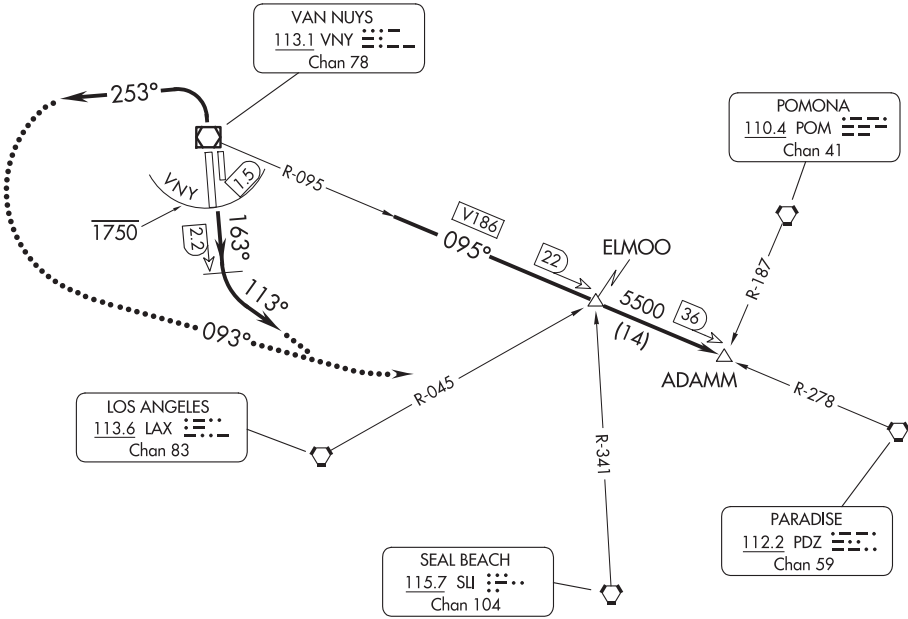 VAN NUYS
113.1 VNY
Chan 78
253°
POMONA
110.4 POM
Chan 41
R-095
VNY
1.5
1750
2.2
163°
113°
V186
095°
22
ELMOO
5500
(14)
36
R-187
ADAMM
093°
R-045
R-278
LOS ANGELES
113.6 LAX
Chan 83
R-341
PARADISE
112.2 PDZ
Chan 59
SEAL BEACH
115.7 SLI
Chan 104